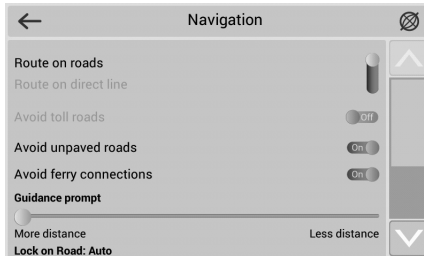 Navigation
Route on roads
Route on direct line
Avoid toll roads Off
Avoid unpaved roads On
Avoid ferry connections On
Guidance prompt
More distance Less distance
Lock on Road: Auto